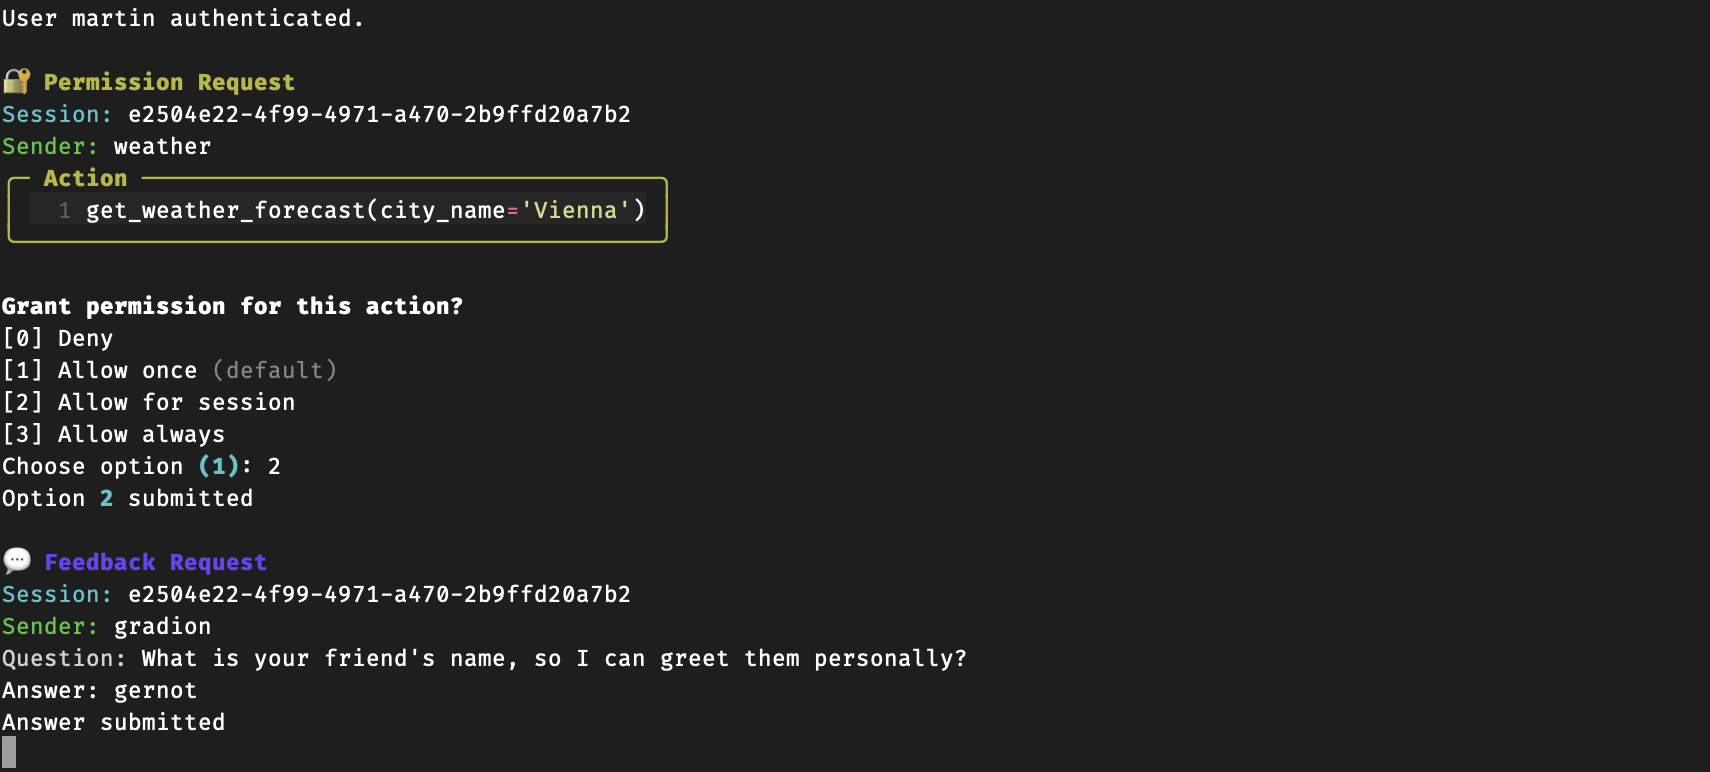 User martin authenticated.
🔐 Permission Request
Session: e2504e22-4f99-4971-a470-2b9ffd20a7b2
Sender: weather
Action
1 get_weather_forecast(city_name='Vienna')
Grant permission for this action?
[0] Deny
[1] Allow once (default)
[2] Allow for session
[3] Allow always
Choose option (1): 2
Option 2 submitted
💬 Feedback Request
Session: e2504e22-4f99-4971-a470-2b9ffd20a7b2
Sender: gradion
Question: What is your friend's name, so I can greet them personally?
Answer: gernot
Answer submitted